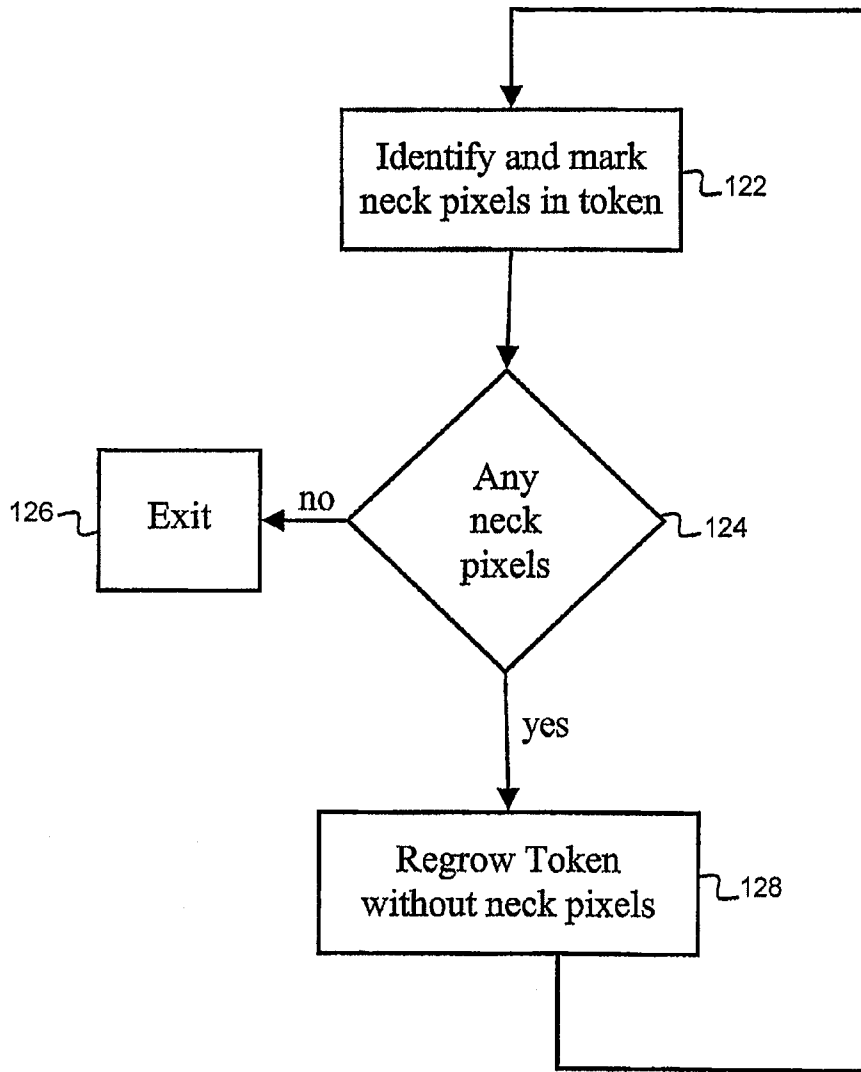 Identify and mark
neck pixels in token
122
Any
neck
pixels
124
no
Exit
126
yes
Regrow Token
without neck pixels
128